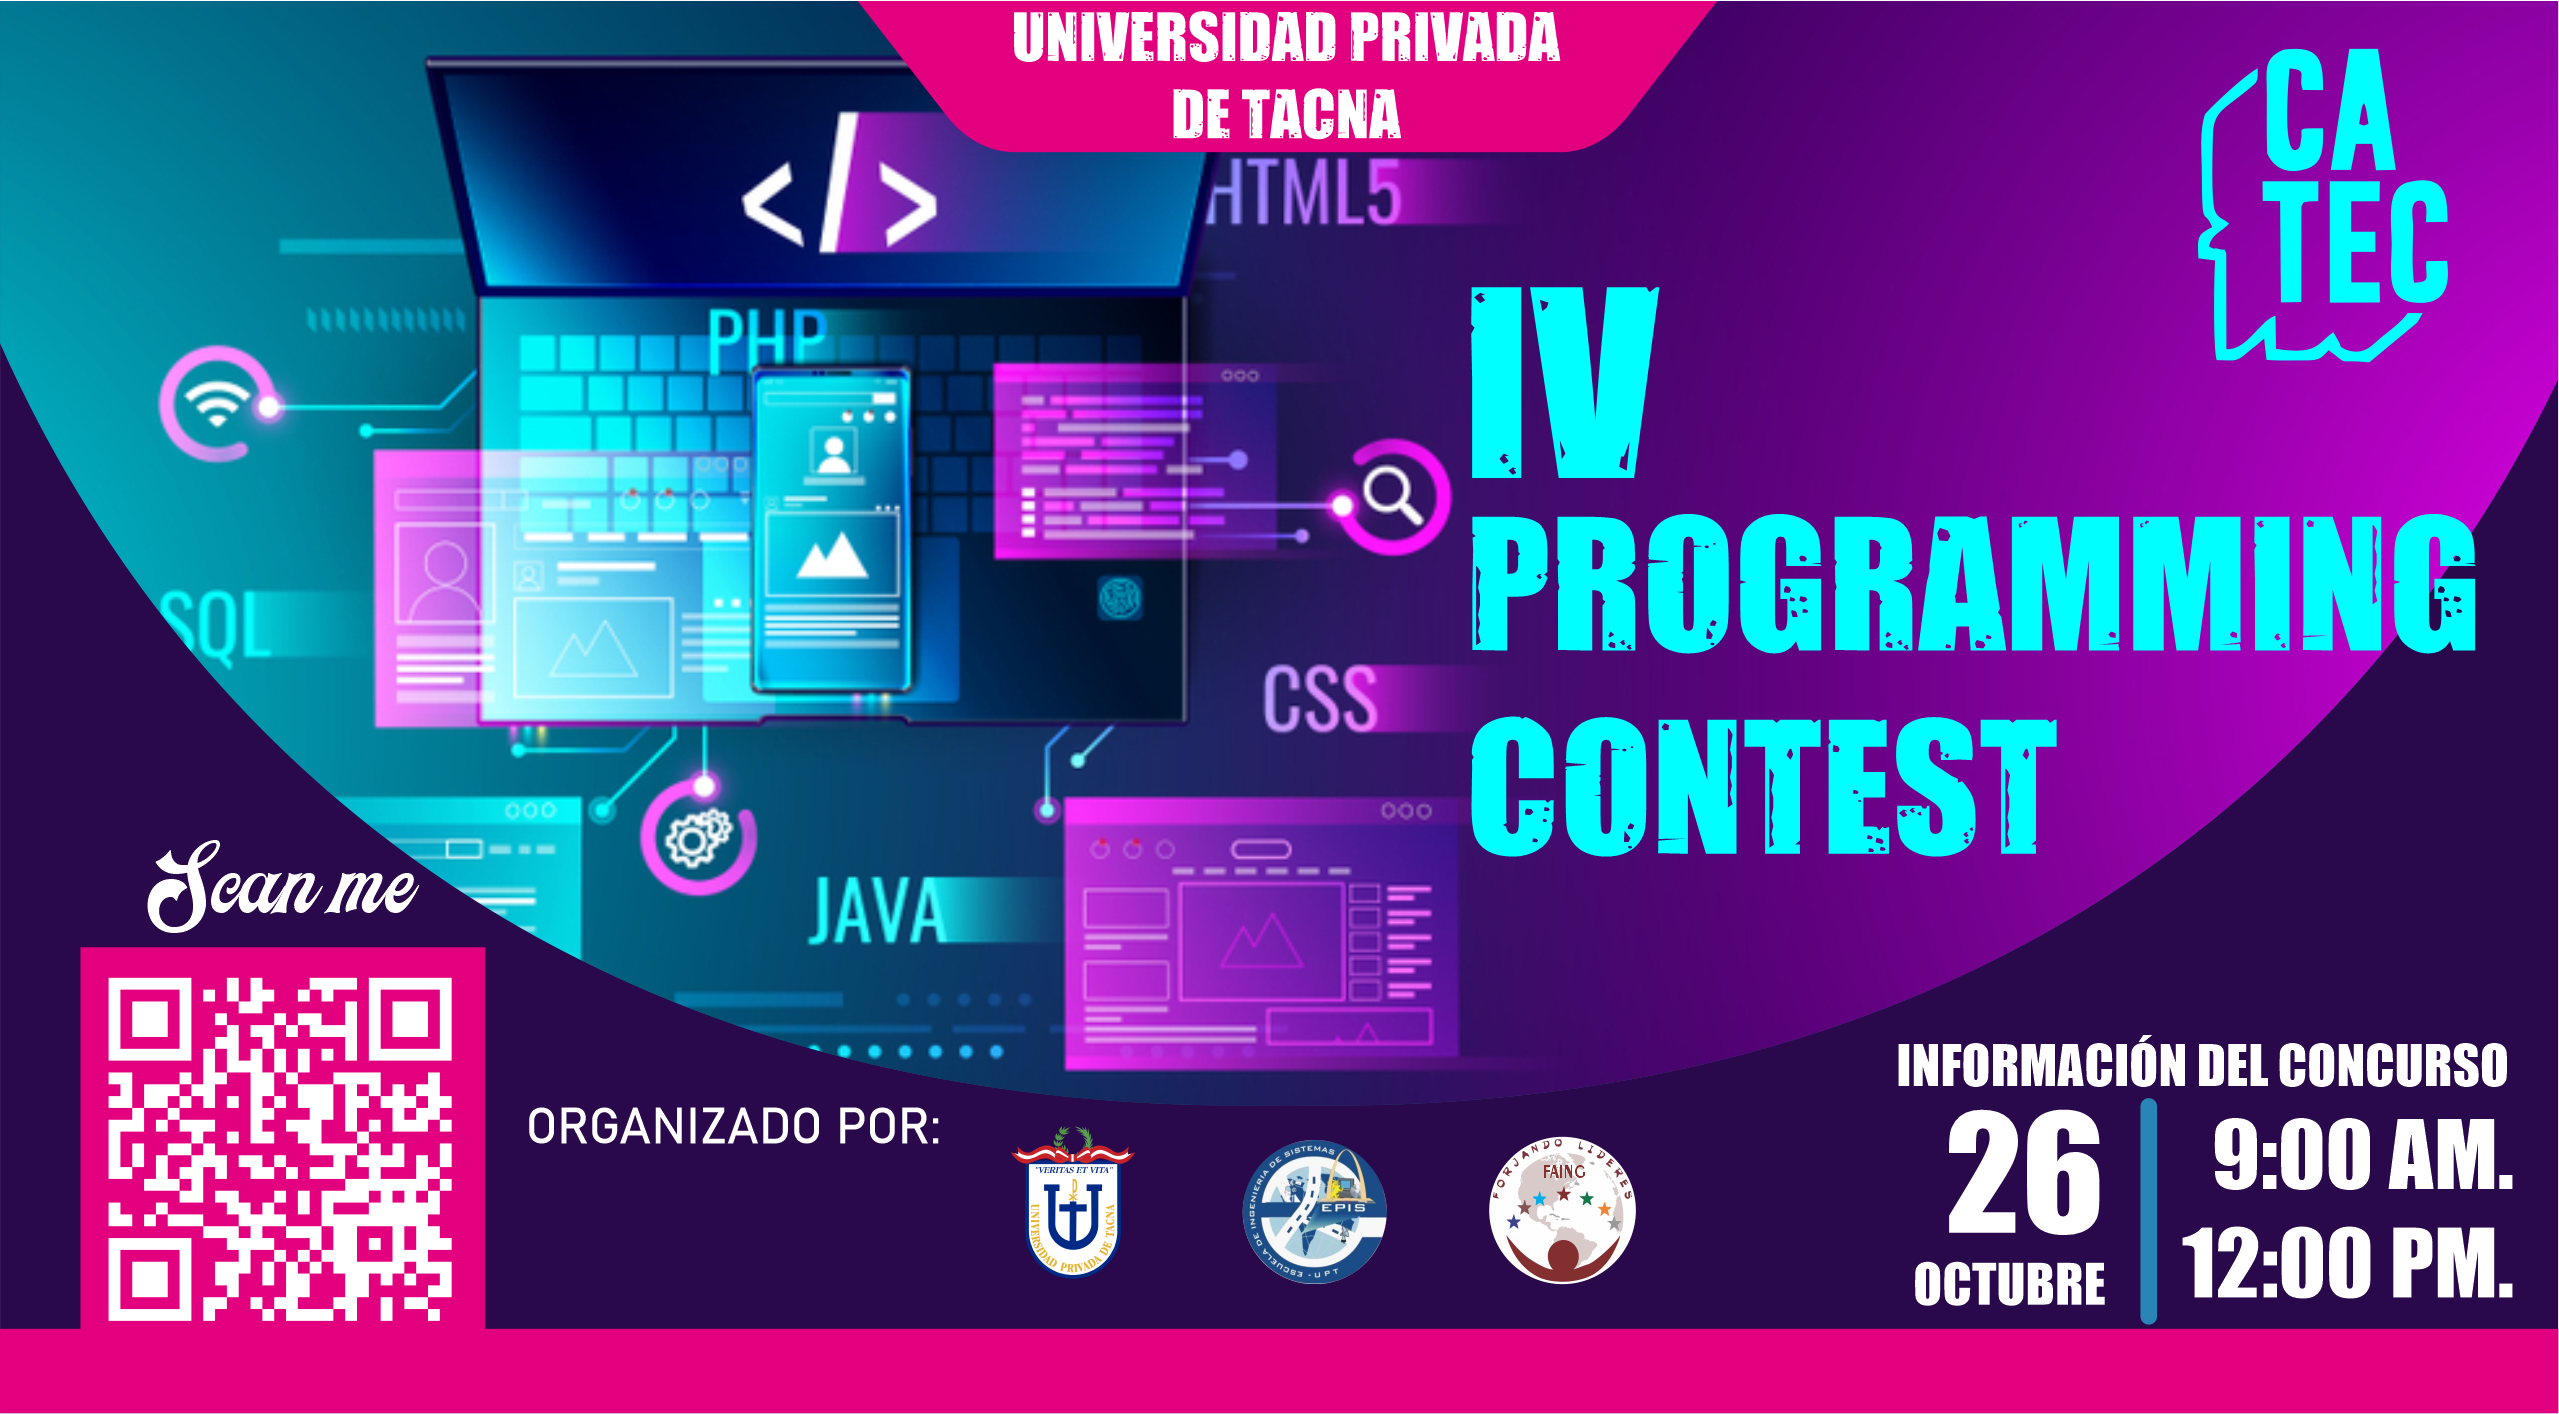 UNIVERSIDAD PRIVADA
DE TACNA
CA
TEC
</>
HTML5
PHP
IV
PROGRAMMING
CONTEST
SQL
CSS
JAVA
Scan me
INFORMACIÓN DEL CONCURSO
26
OCTUBRE
9:00 AM.
12:00 PM.
ORGANIZADO POR:
"VERITAS ET VITA"
UNIVERSIDAD PRIVADA DE TACNA
ESCUELA DE INGENIERIA DE SISTEMAS
EPIS
- UPT
FORJANDO LIDERES
FAING